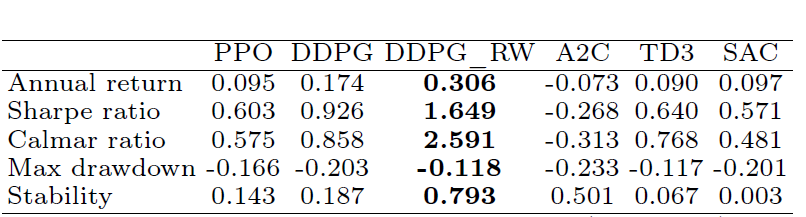 PPO DDPG DDPG_RW A2C TD3 SAC
Annual return 0.095 0.174 0.306 -0.073 0.090 0.097
Sharpe ratio 0.603 0.926 1.649 -0.268 0.640 0.571
Calmar ratio 0.575 0.858 2.591 -0.313 0.768 0.481
Max drawdown -0.166 -0.203 -0.118 -0.233 -0.117 -0.201
Stability 0.143 0.187 0.793 0.501 0.067 0.003